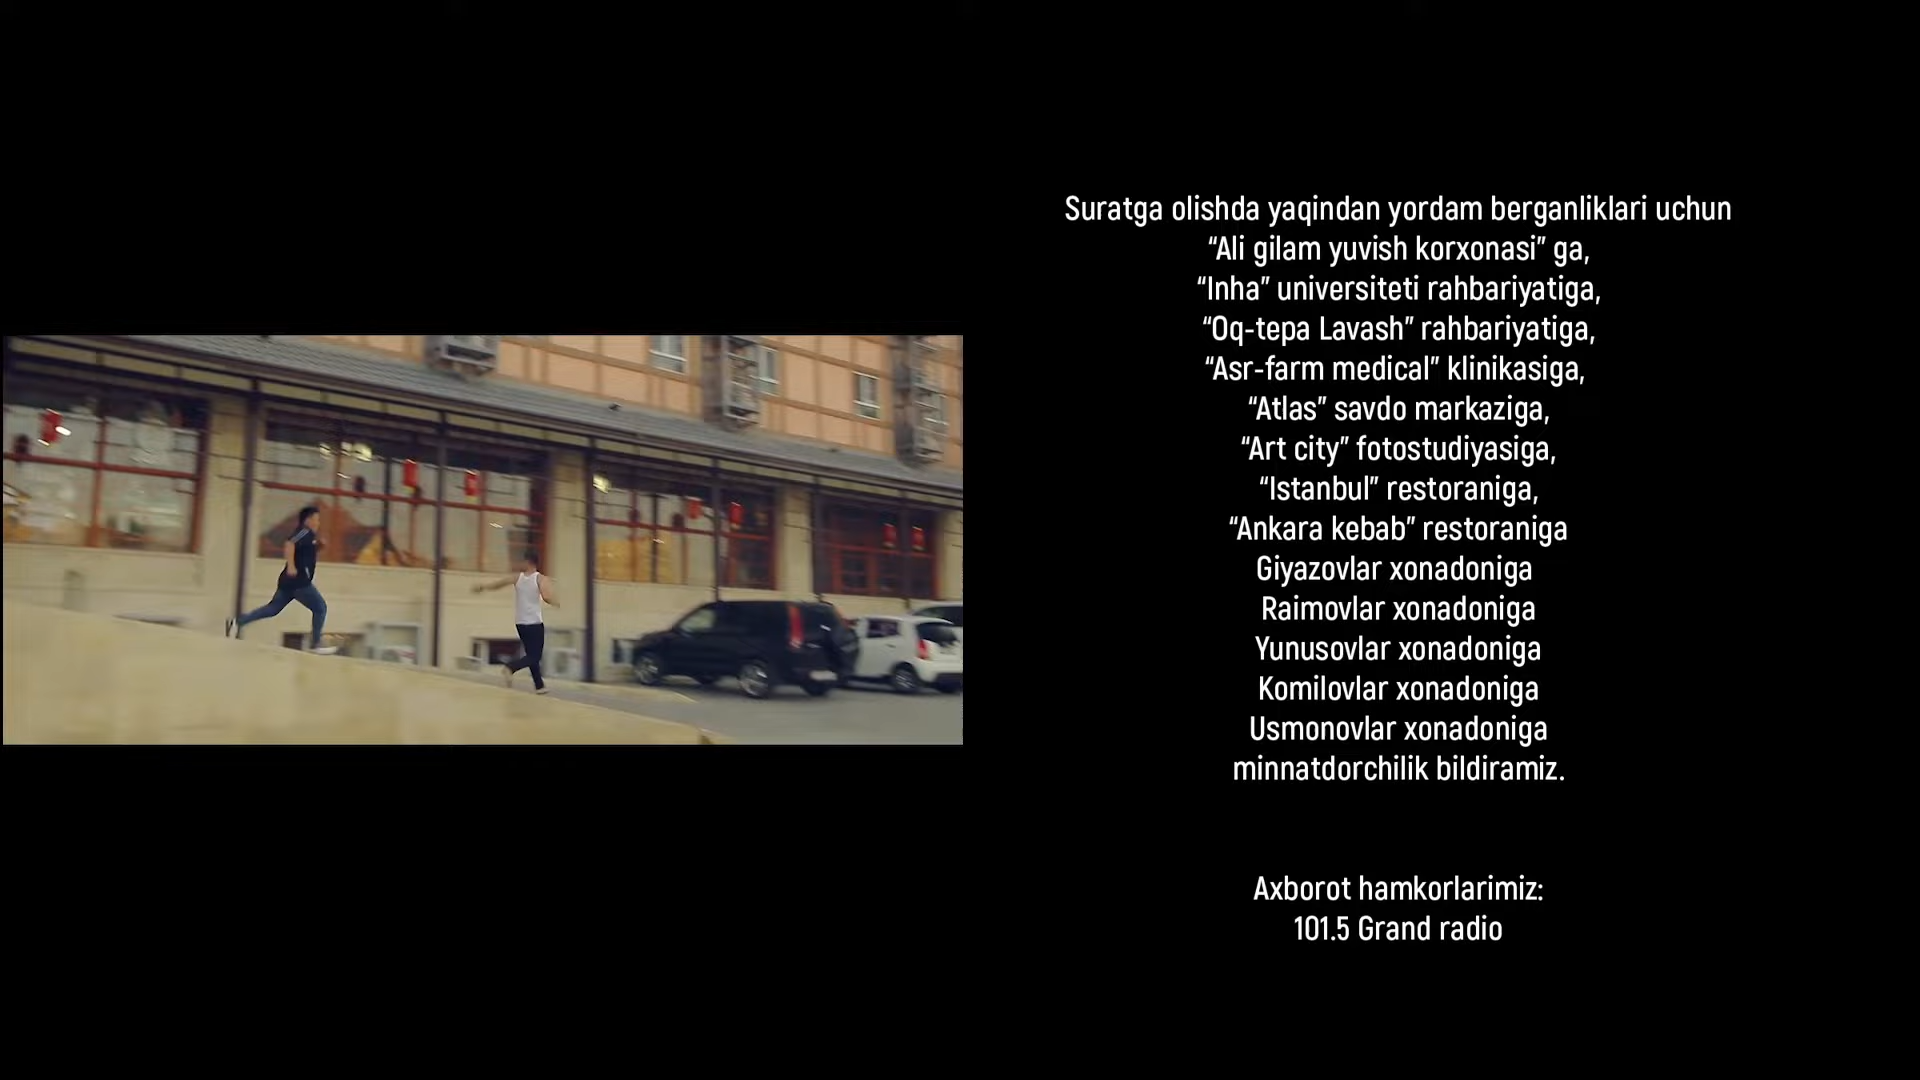 Suratga olishda yaqindan yordam berganliklari uchun
“Ali gilam yuvish korxonasi” ga,
“Inha” universiteti rahbariyatiga,
“Oq-tepa Lavash” rahbariyatiga,
“Asr-farm medical” klinikasiga,
“Atlas” savdo markaziga,
“Art city” fotostudiyasiga,
“Istanbul” restoraniga,
“Ankara kebab” restoraniga
Giyazovlar xonadoniga
Raimovlar xonadoniga
Yunusovlar xonadoniga
Komilovlar xonadoniga
Usmonovlar xonadoniga
minnatdorchilik bildiramiz.
Axborot hamkorlarimiz:
101.5 Grand radio